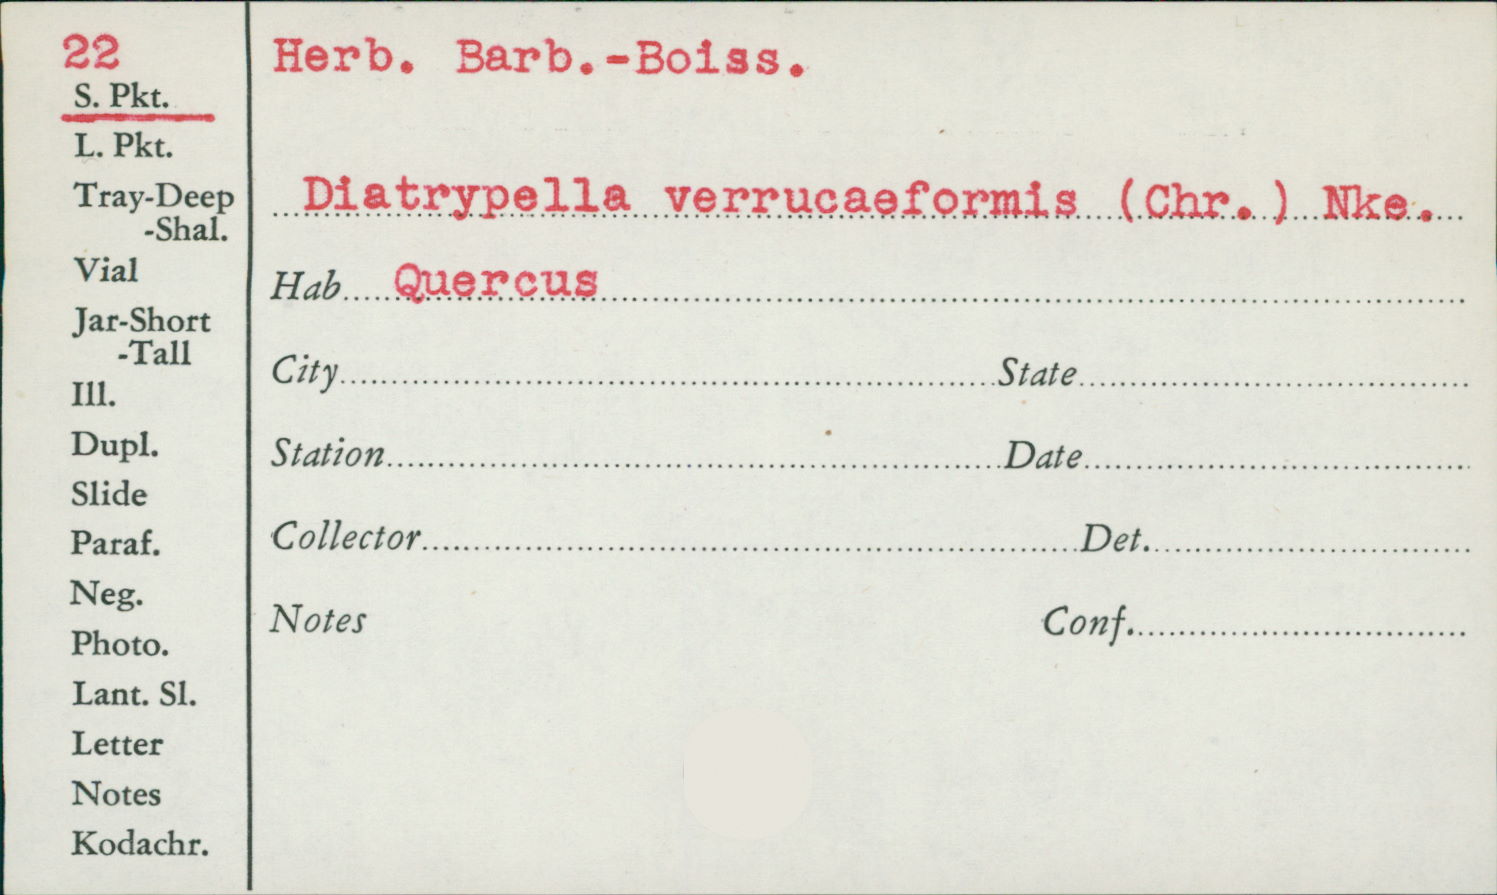 22
S. Pkt.
L. Pkt.
Tray-Deep
-Shal.
Vial
Jar-Short
-Tall
Ill.
Dupl.
Slide
Paraf.
Neg.
Photo.
Lant. Sl.
Letter
Notes
Kodachr.
Herb. Barb.-Boiss.
Diatrypella verrucaeformis (Chr.) Nke.
Hab. Quercus
City State
Station Date
Collector Det.
Notes Conf.